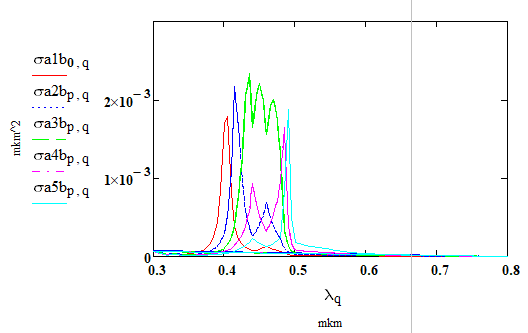 σa1b0,q
σa2bp,q
σa3bp,q
σa4bp,q
σa5bp,q
mkm^2
2×10⁻³
1×10⁻³
0
0.3 0.4 0.5 0.6 0.7 0.8
λq
mkm